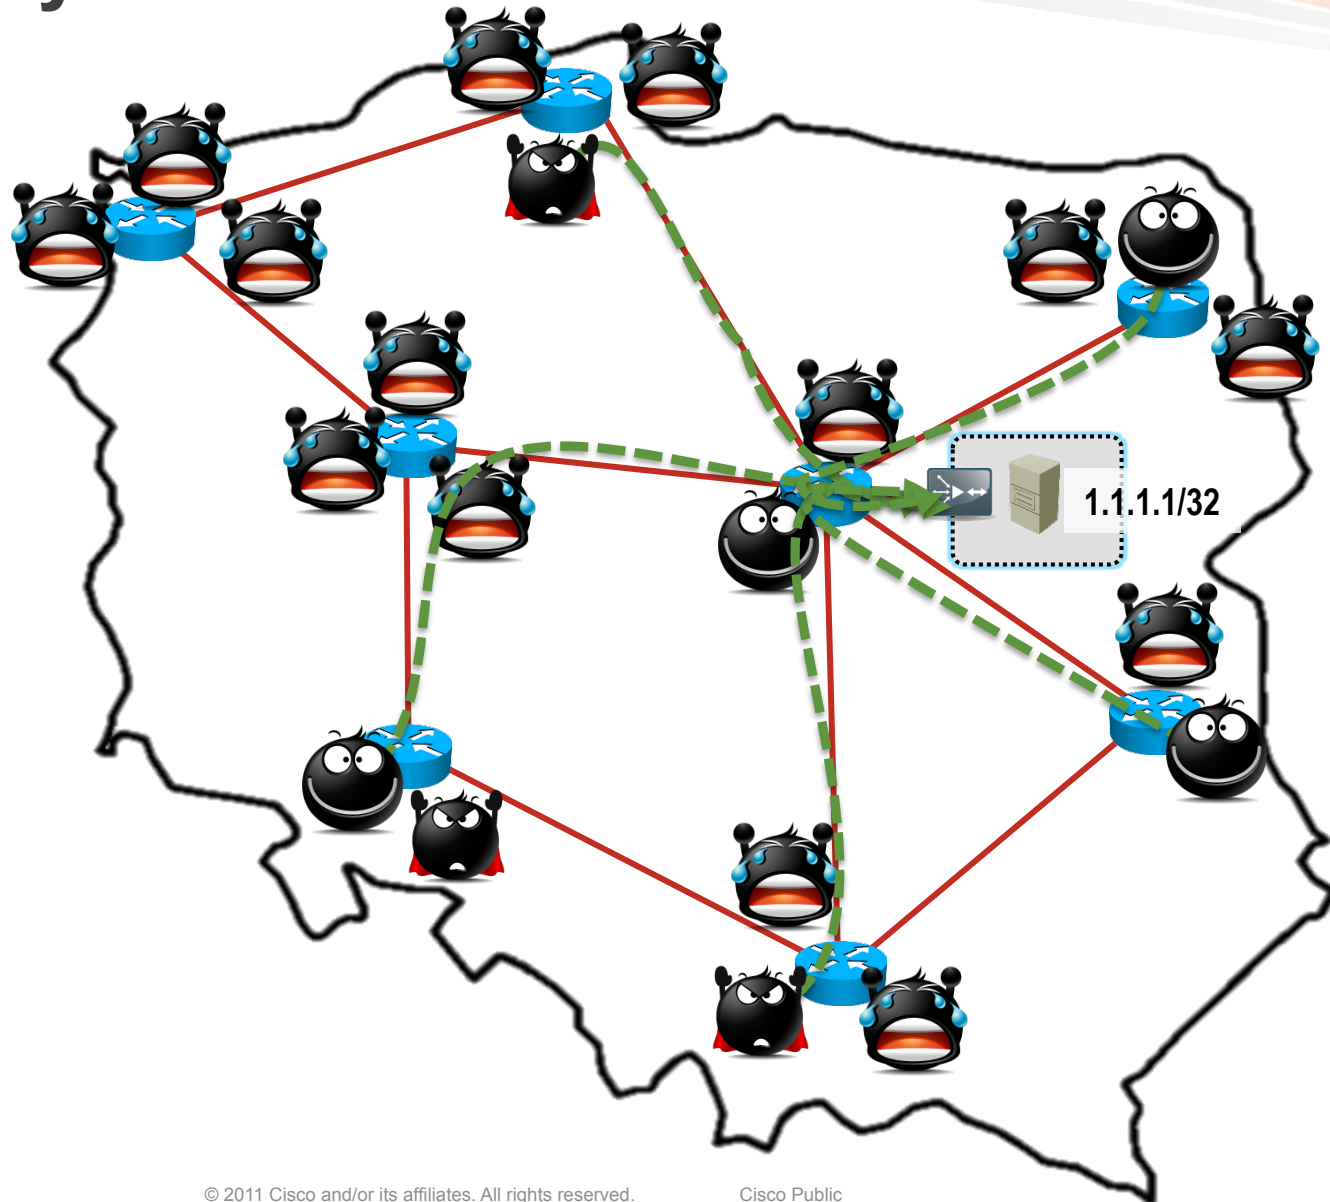 y
1.1.1.1/32
© 2011 Cisco and/or its affiliates. All rights reserved.
Cisco Public